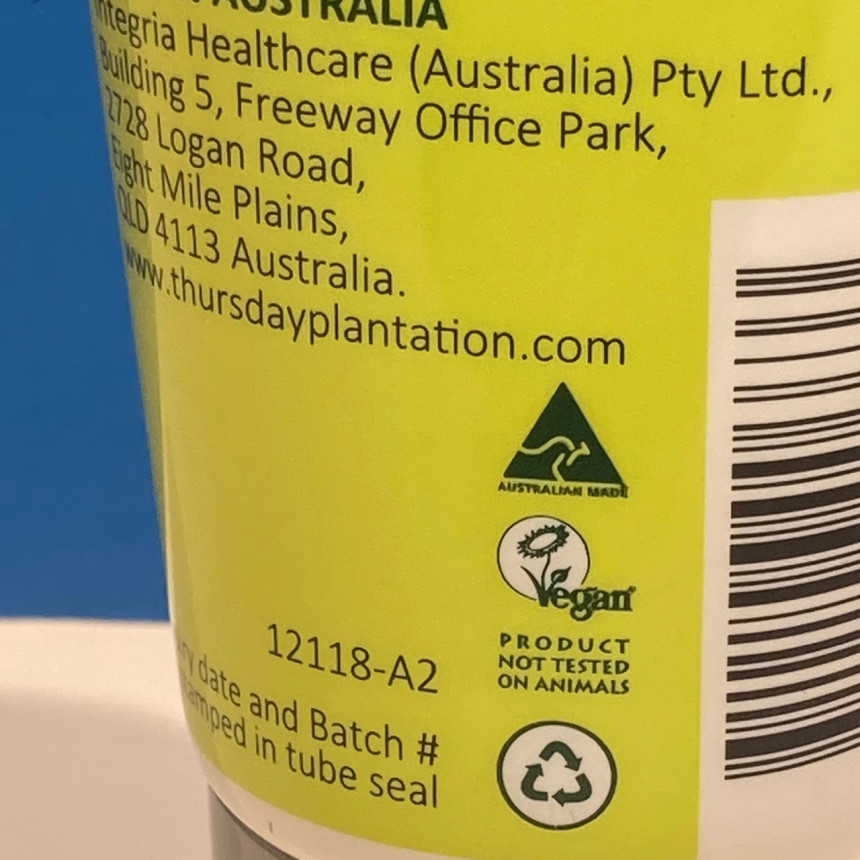 AUSTRALIA
Integria Healthcare (Australia) Pty Ltd.,
Building 5, Freeway Office Park,
2728 Logan Road,
Eight Mile Plains,
QLD 4113 Australia.
www.thursdayplantation.com
AUSTRALIAN MADE
Vegan
PRODUCT
NOT TESTED
ON ANIMALS
12118-A2
date and Batch #
in tube seal